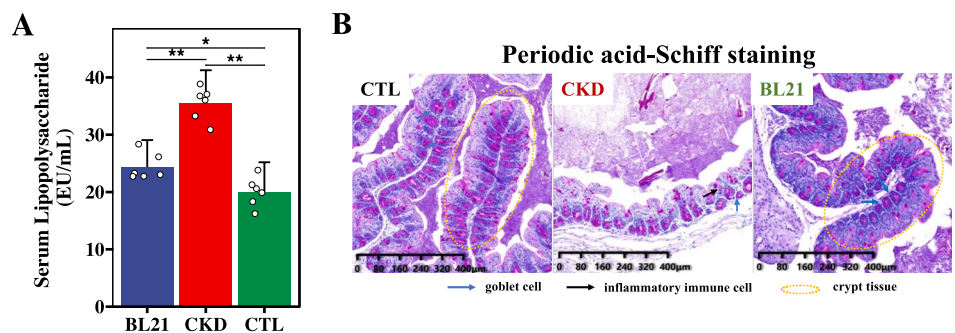 A
Serum Lipopolysaccharide
(EU/mL)
0
10
20
30
40
*
**
**
BL21
CKD
CTL
B
Periodic acid-Schiff staining
CTL
CKD
BL21
0 80 160 240 320 400μm
0 80 160 240 320 400μm
0 80 160 240 320 400μm
goblet cell
inflammatory immune cell
crypt tissue